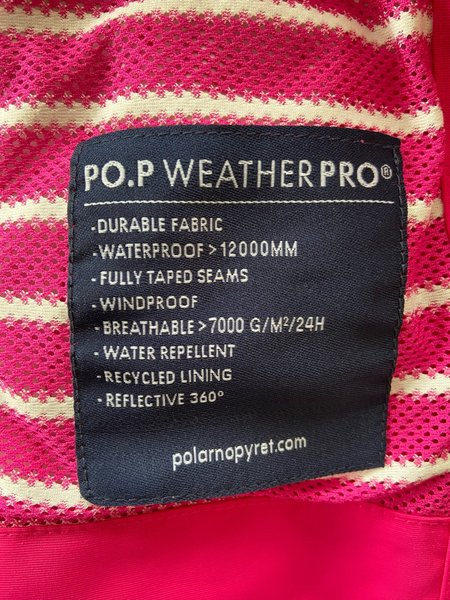 PO.P WEATHERPRO®
-DURABLE FABRIC
-WATERPROOF > 12000MM
- FULLY TAPED SEAMS
- WINDPROOF
- BREATHABLE >7000 G/M²/24H
- WATER REPELLENT
- RECYCLED LINING
- REFLECTIVE 360°
polarnopyret.com